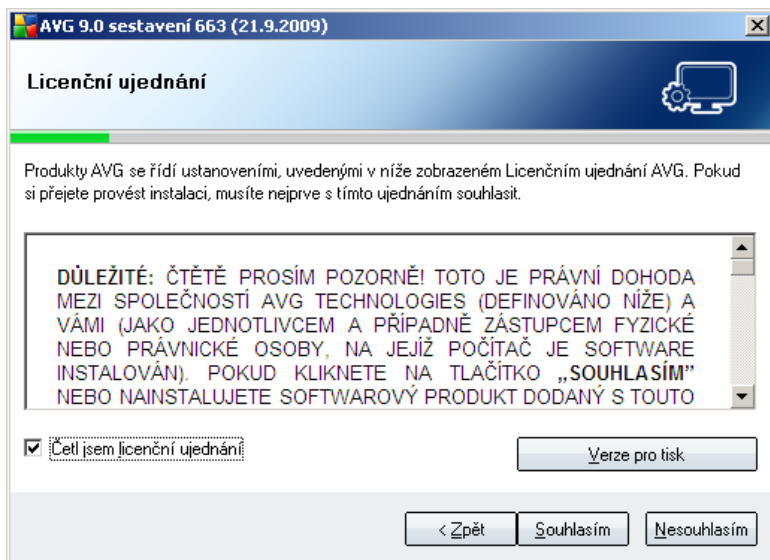 AVG 9.0 sestavení 663 (21.9.2009)
Licenční ujednání
Produkty AVG se řídí ustanoveními, uvedenými v níže zobrazeném Licenčním ujednání AVG. Pokud
si přejete provést instalaci, musíte nejprve s tímto ujednáním souhlasit.
DŮLEŽITÉ: ČTĚTĚ PROSÍM POZORNĚ! TOTO JE PRÁVNÍ DOHODA
MEZI SPOLEČNOSTÍ AVG TECHNOLOGIES (DEFINOVÁNO NÍŽE) A
VÁMI (JAKO JEDNOTLIVCEM A PŘÍPADNĚ ZÁSTUPCEM FYZICKÉ
NEBO PRÁVNICKÉ OSOBY, NA JEJÍŽ POČÍTAČ JE SOFTWARE
INSTALOVÁN). POKUD KLIKNETE NA TLAČÍTKO „SOUHLASÍM”
NEBO NAINSTALUJETE SOFTWAROVÝ PRODUKT DODANÝ S TOUTO
Četl jsem licenční ujednání
Verze pro tisk
< Zpět
Souhlasím
Nesouhlasím